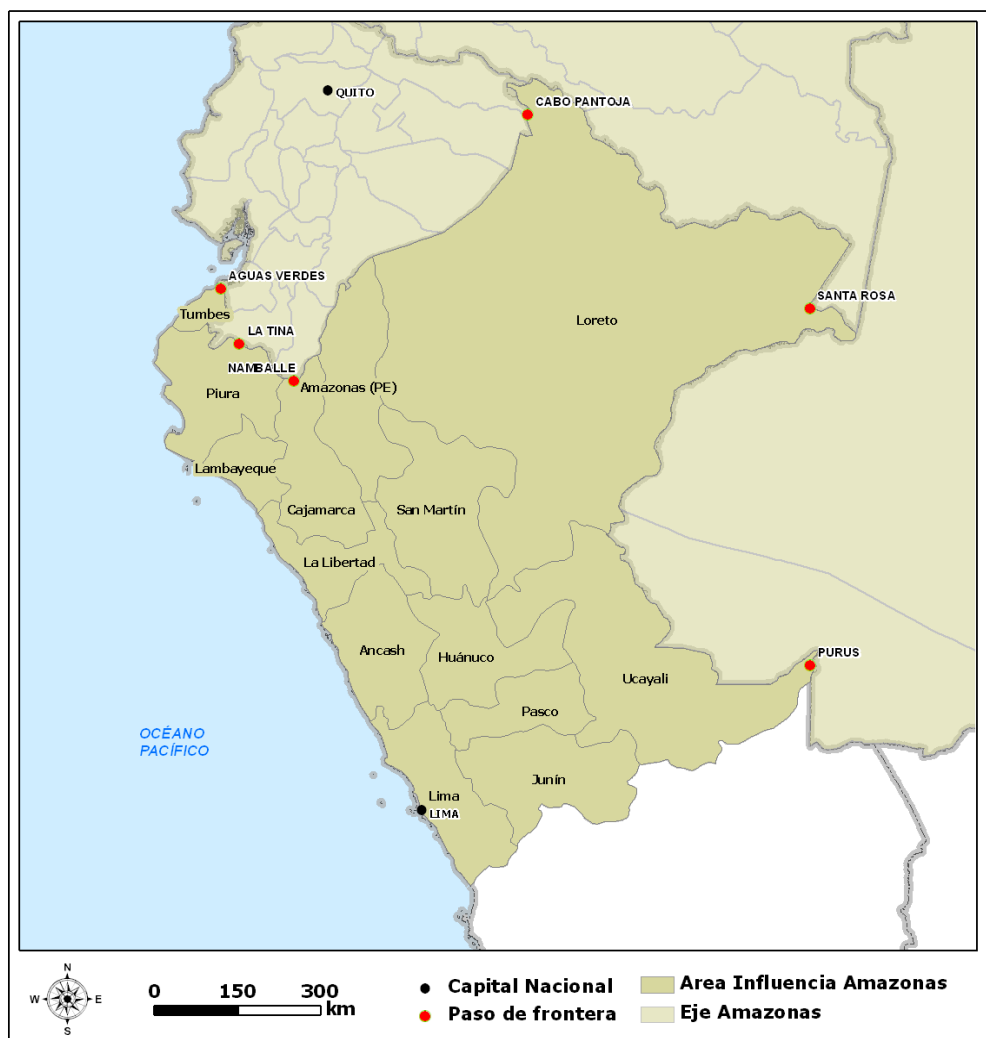 QUITO
CABO PANTOJA
AGUAS VERDES
SANTA ROSA
Tumbes
Loreto
LA TINA
NAMBALLE
Amazonas (PE)
Piura
Lambayeque
Cajamarca
San Martín
La Libertad
Ancash
Huánuco
PURUS
Ucayali
Pasco
OCÉANO
PACÍFICO
Junín
Lima
LIMA
N
W
E
S
0 150 300
km
Capital Nacional
Paso de frontera
Area Influencia Amazonas
Eje Amazonas